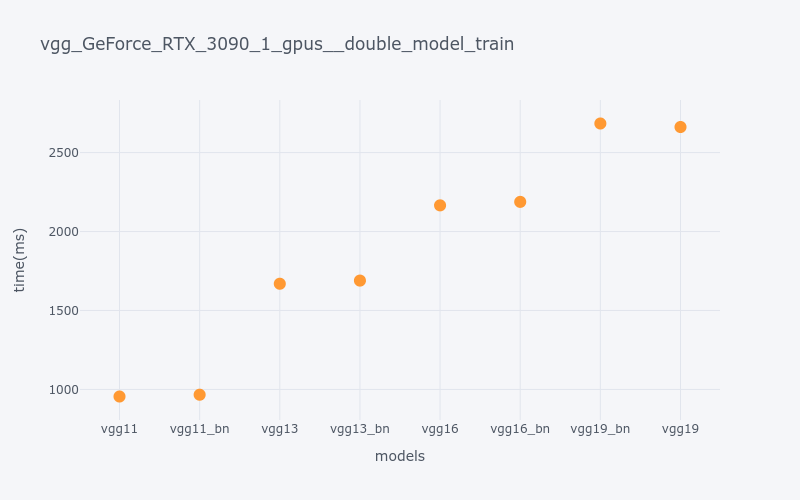 vgg_GeForce_RTX_3090_1_gpus__double_model_train
time(ms)
2500
2000
1500
1000
vgg11 vgg11_bn vgg13 vgg13_bn vgg16 vgg16_bn vgg19_bn vgg19
models